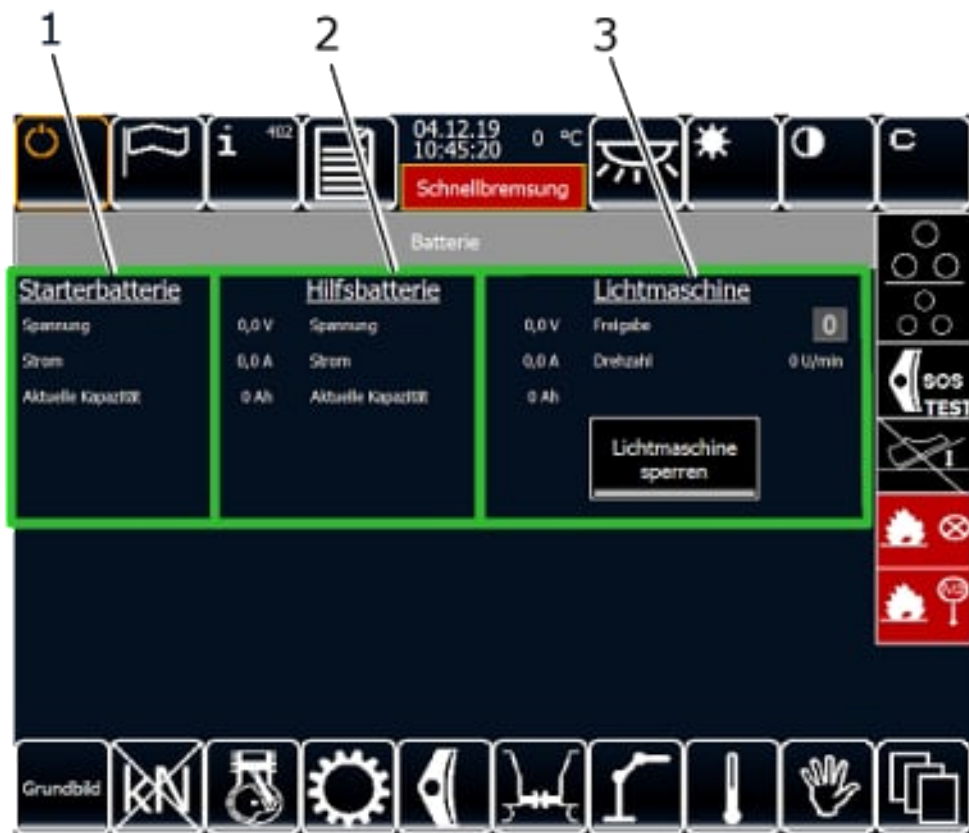 1 2 3
i 402
04.12.19 0 °C
10:45:20
Schnellbremsung
Batterie
Starterbatterie
Spannung 0,0 V
Strom 0,0 A
Aktuelle Kapazität 0 Ah
Hilfsbatterie
Spannung 0,0 V
Strom 0,0 A
Aktuelle Kapazität 0 Ah
Lichtmaschine
Freigabe 0
Drehzahl 0 U/min
Lichtmaschine
sperren
SOS
TEST
I
MS
Grundbild
kN